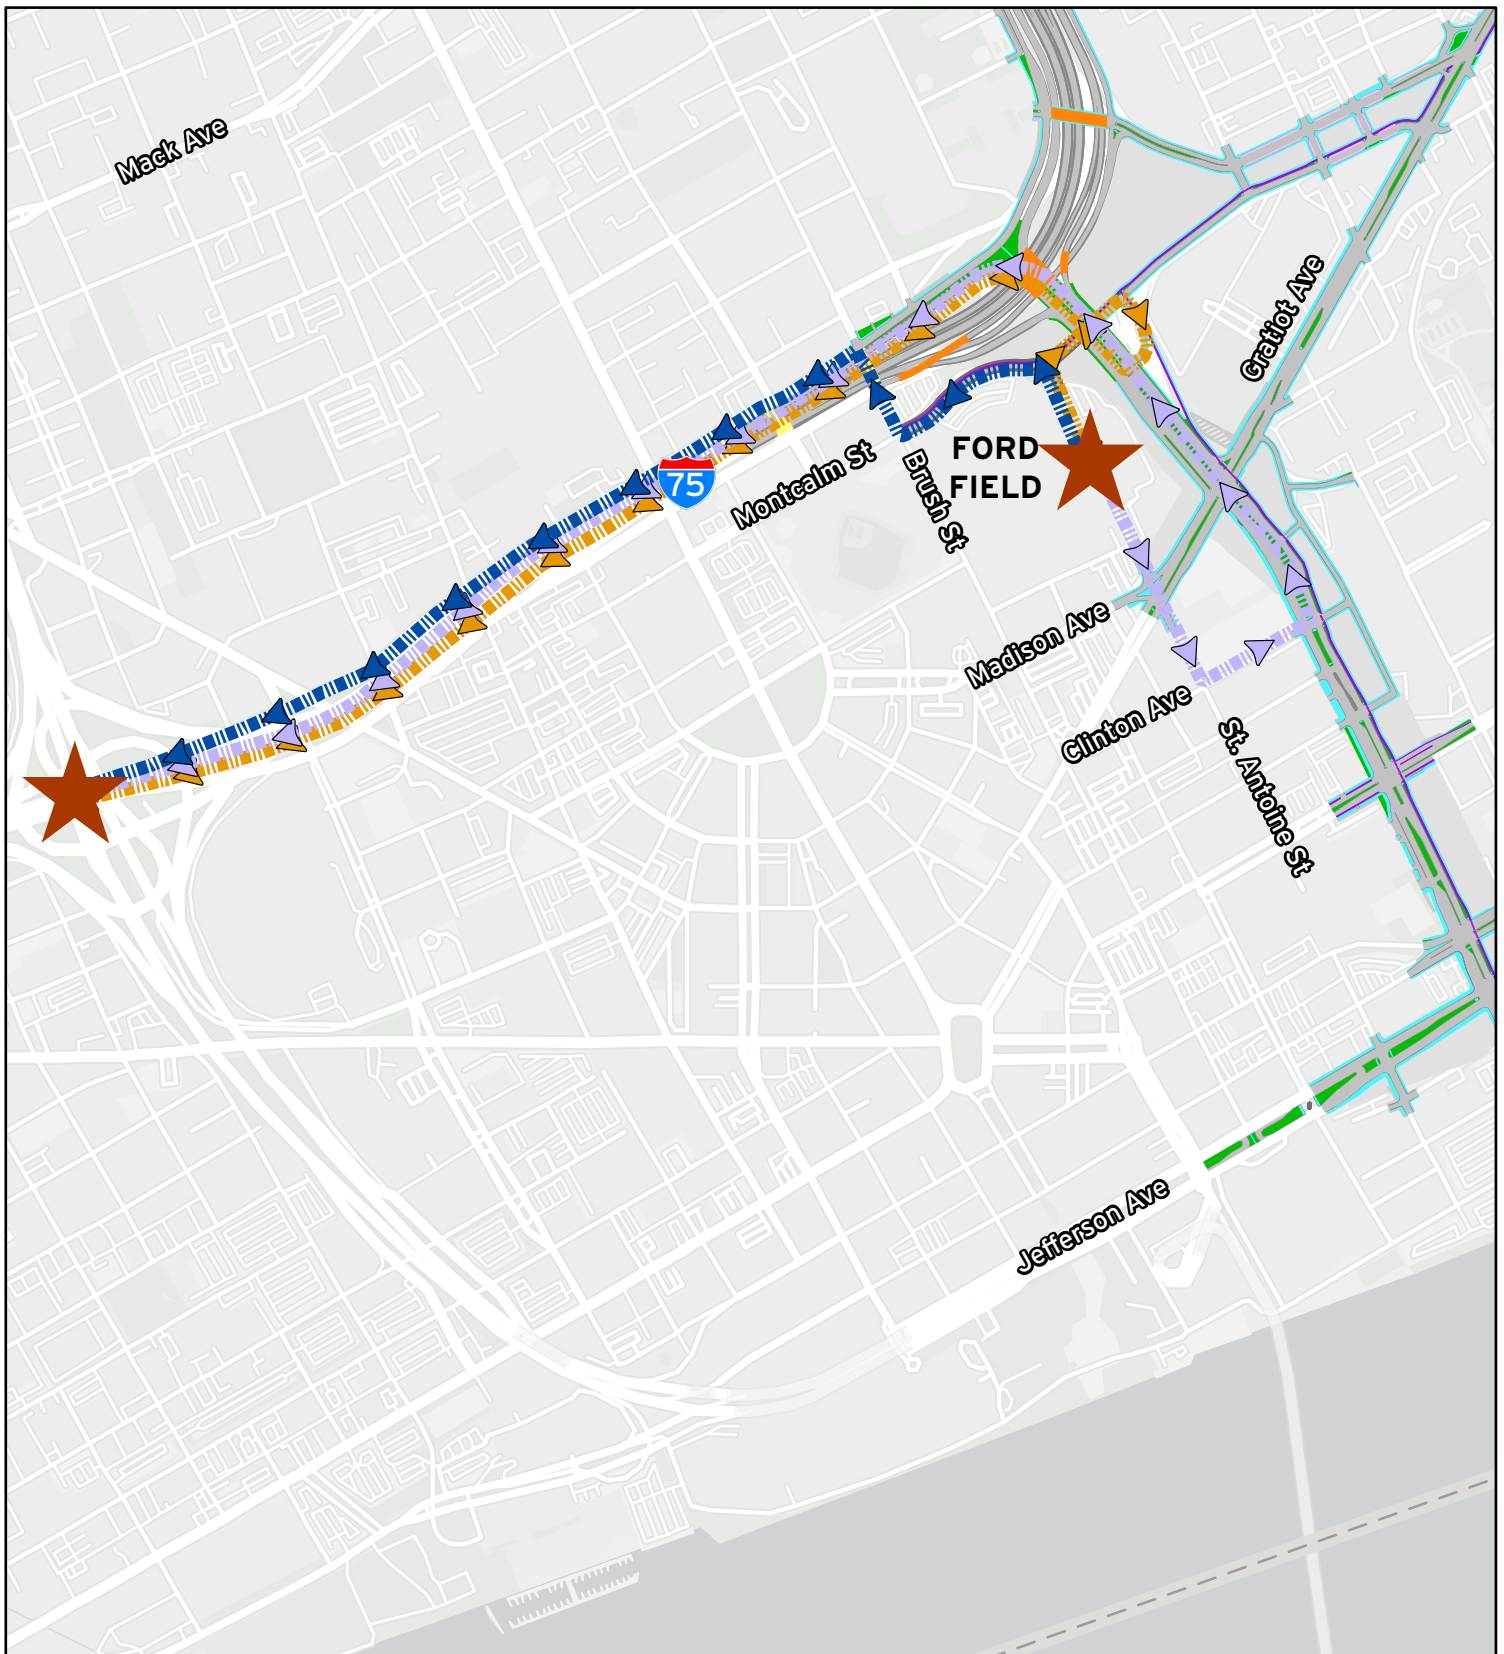 Mack Ave
Gratiot Ave
FORD
FIELD
75
Montcalm St
Brush St
Madison Ave
Clinton Ave
St. Antoine St
Jefferson Ave